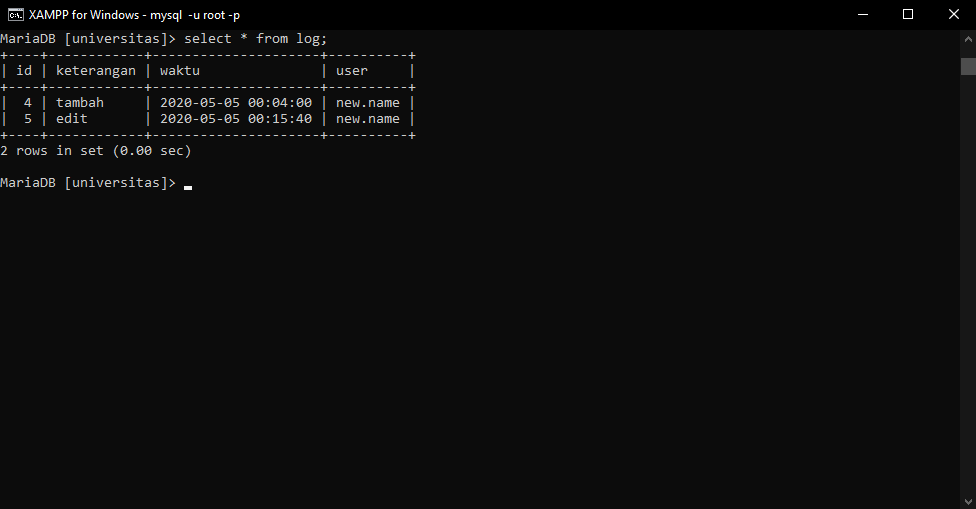 XAMPP for Windows - mysql  -u root -p
MariaDB [universitas]> select * from log;
+----+------------+---------------------+----------+
| id | keterangan | waktu               | user     |
+----+------------+---------------------+----------+
|  4 | tambah     | 2020-05-05 00:04:00 | new.name |
|  5 | edit       | 2020-05-05 00:15:40 | new.name |
+----+------------+---------------------+----------+
2 rows in set (0.00 sec)
MariaDB [universitas]>